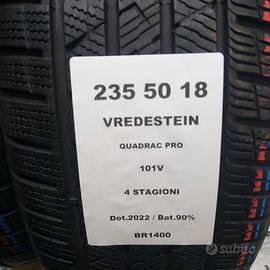 235 50 18
VREDESTEIN
QUADRAC PRO
101V
4 STAGIONI
Dot.2022 / Bat.90%
BR1400
subito